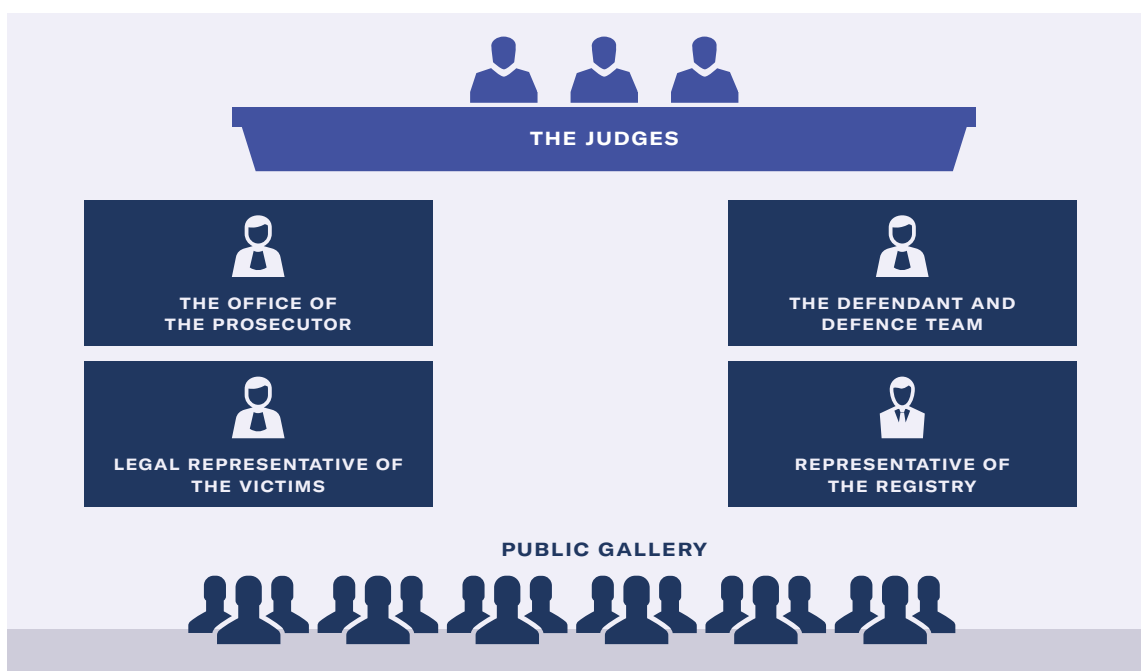 THE JUDGES
THE OFFICE OF
THE PROSECUTOR
THE DEFENDANT AND
DEFENCE TEAM
LEGAL REPRESENTATIVE OF
THE VICTIMS
REPRESENTATIVE OF
THE REGISTRY
PUBLIC GALLERY